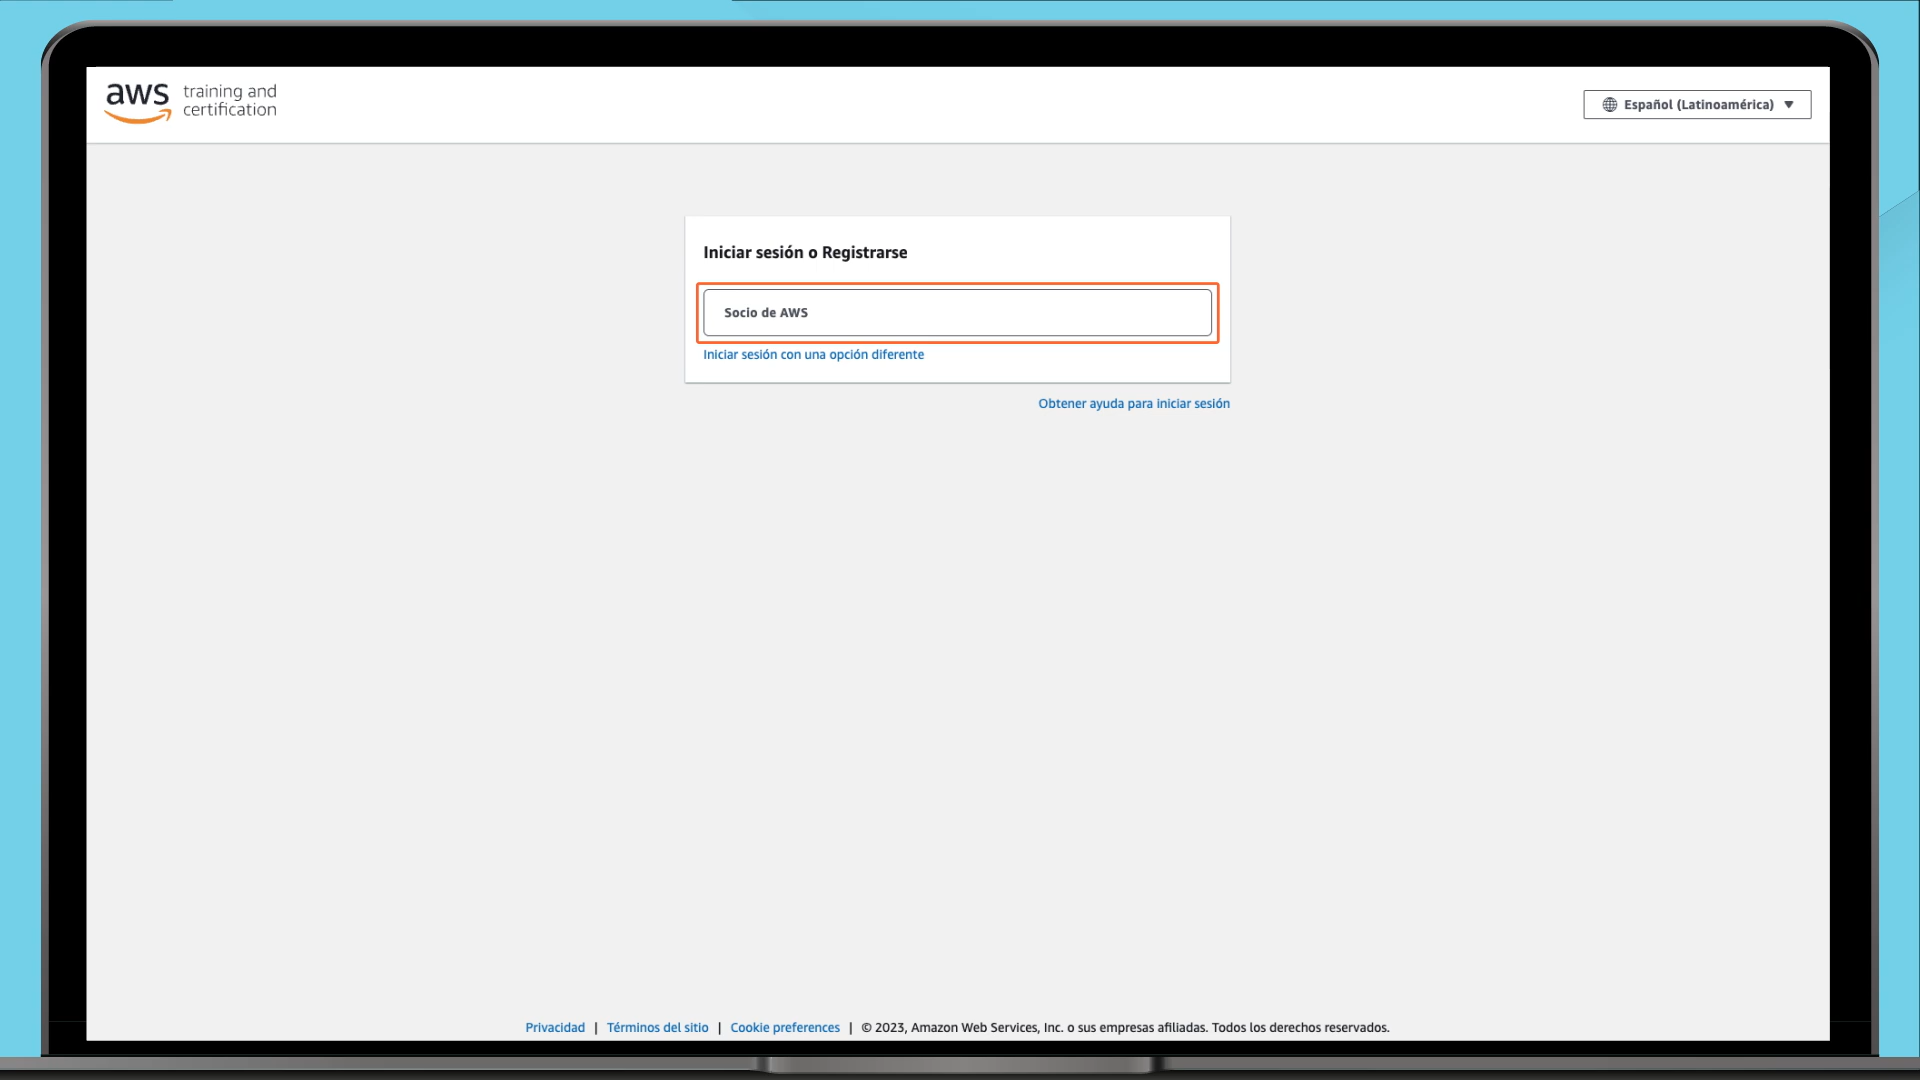 aws training and
certification
Español (Latinoamérica)
Iniciar sesión o Registrarse
Socio de AWS
Iniciar sesión con una opción diferente
Obtener ayuda para iniciar sesión
Privacidad | Términos del sitio | Cookie preferences | © 2023, Amazon Web Services, Inc. o sus empresas afiliadas. Todos los derechos reservados.